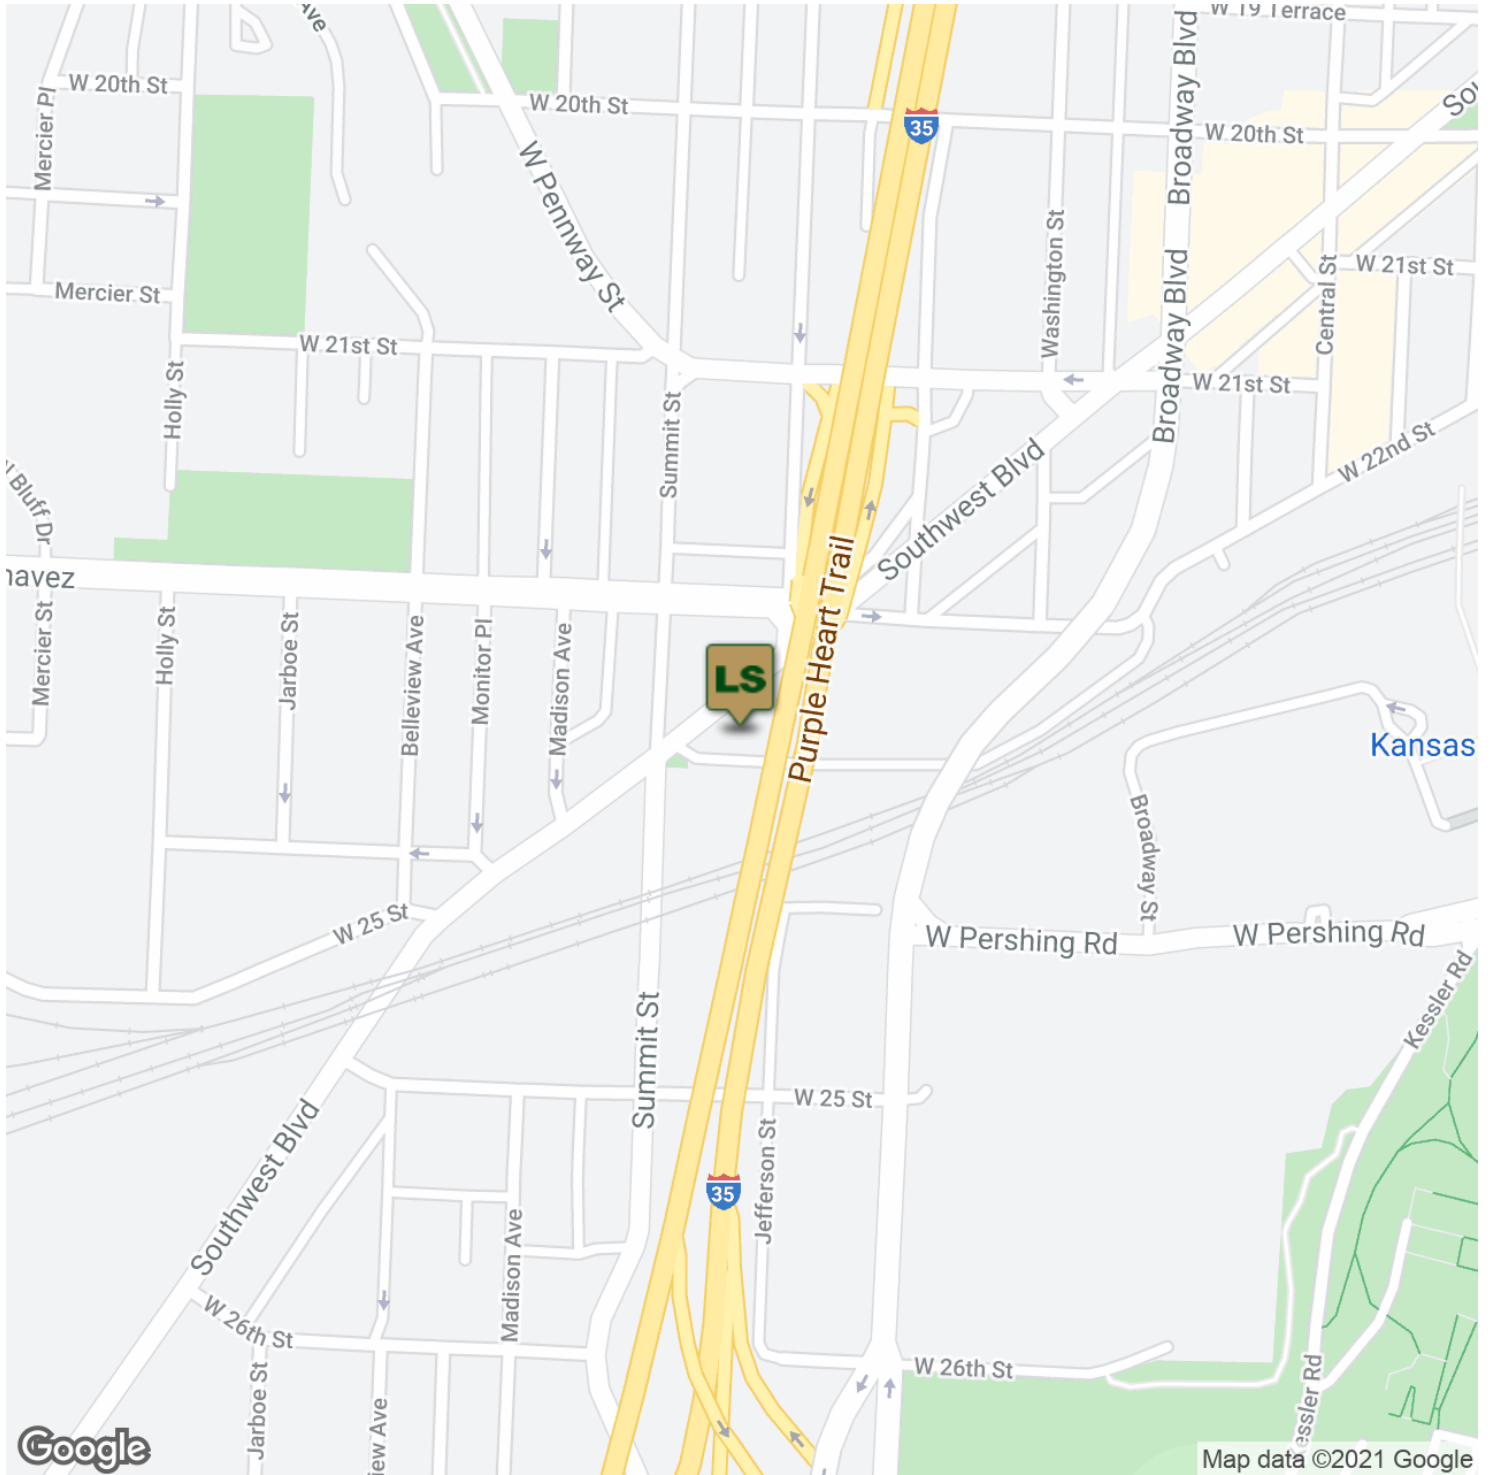 Ave
W 19 Terrace
W 20th St
W 20th St
35
Broadway Blvd
W 20th St
Mercier Pl
W Pennway St
Broadway Blvd
Washington St
Mercier St
W 21st St
Central St
W 21st St
Holly St
W 21st St
Broadway Blvd
Summit St
W 22nd St
Bluff Dr
Southwest Blvd
Purple Heart Trail
havez
Mercier St
Holly St
Jarboe St
Belleview Ave
Monitor Pl
Madison Ave
LS
Kansas
Broadway St
W 25 St
W Pershing Rd
W Pershing Rd
Kessler Rd
Summit St
W 25 St
Southwest Blvd
Jefferson St
35
Madison Ave
W 26th St
W 26th St
Jarboe St
iew Ave
Kessler Rd
Google
Map data ©2021 Google